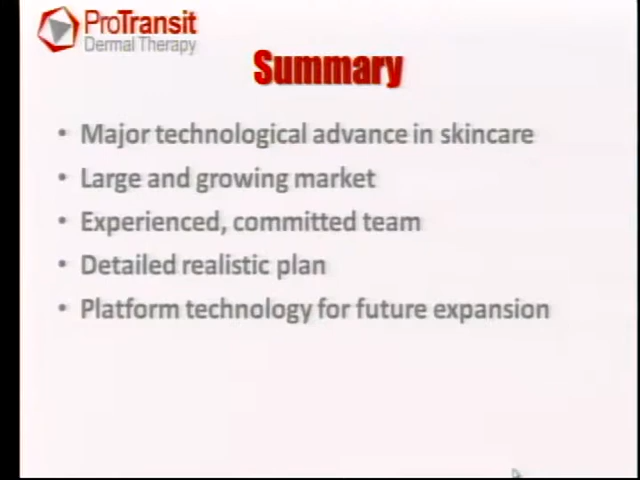 ProTransit
Dermal Therapy
Summary
• Major technological advance in skincare
• Large and growing market
• Experienced, committed team
• Detailed realistic plan
• Platform technology for future expansion